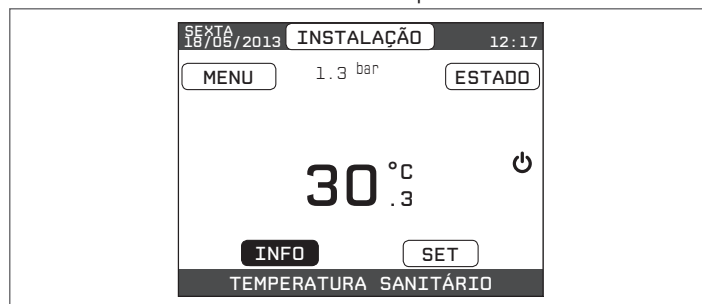 SEXTA
18/05/2013 INSTALAÇÃO 12:17
MENU 1.3 bar ESTADO
30.3 °C
INFO SET
TEMPERATURA SANITÁRIO